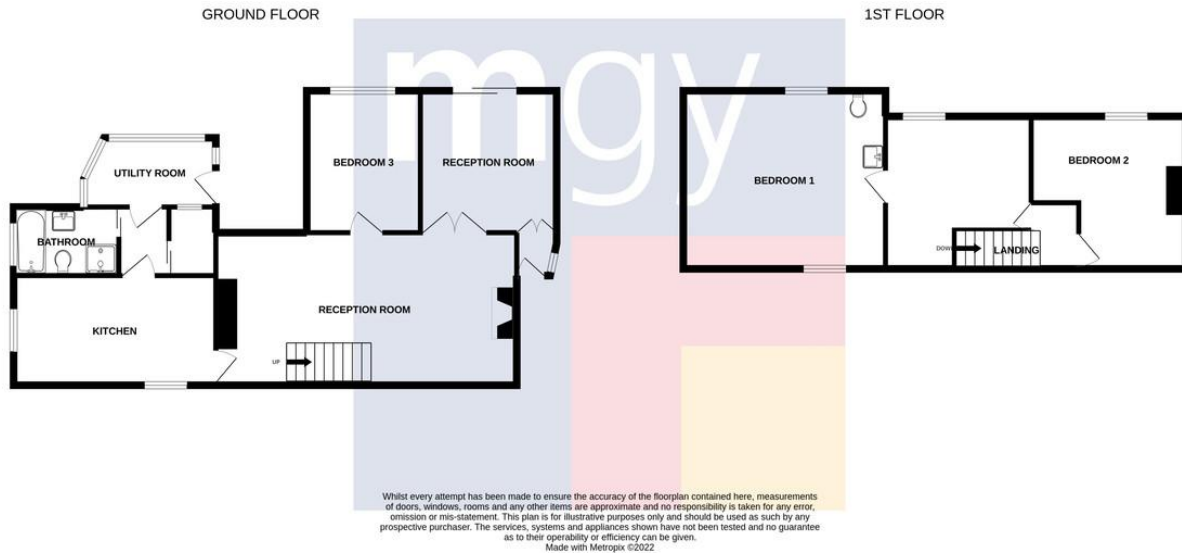 GROUND FLOOR
1ST FLOOR
mgy
BEDROOM 3
RECEPTION ROOM
UTILITY ROOM
BATHROOM
RECEPTION ROOM
KITCHEN
UP
BEDROOM 1
BEDROOM 2
DOWN
LANDING
Whilst every attempt has been made to ensure the accuracy of the floorplan contained here, measurements
of doors, windows, rooms and any other items are approximate and no responsibility is taken for any error,
omission or mis-statement. This plan is for illustrative purposes only and should be used as such by any
prospective purchaser. The services, systems and appliances shown have not been tested and no guarantee
as to their operability or efficiency can be given.
Made with Metropix ©2022